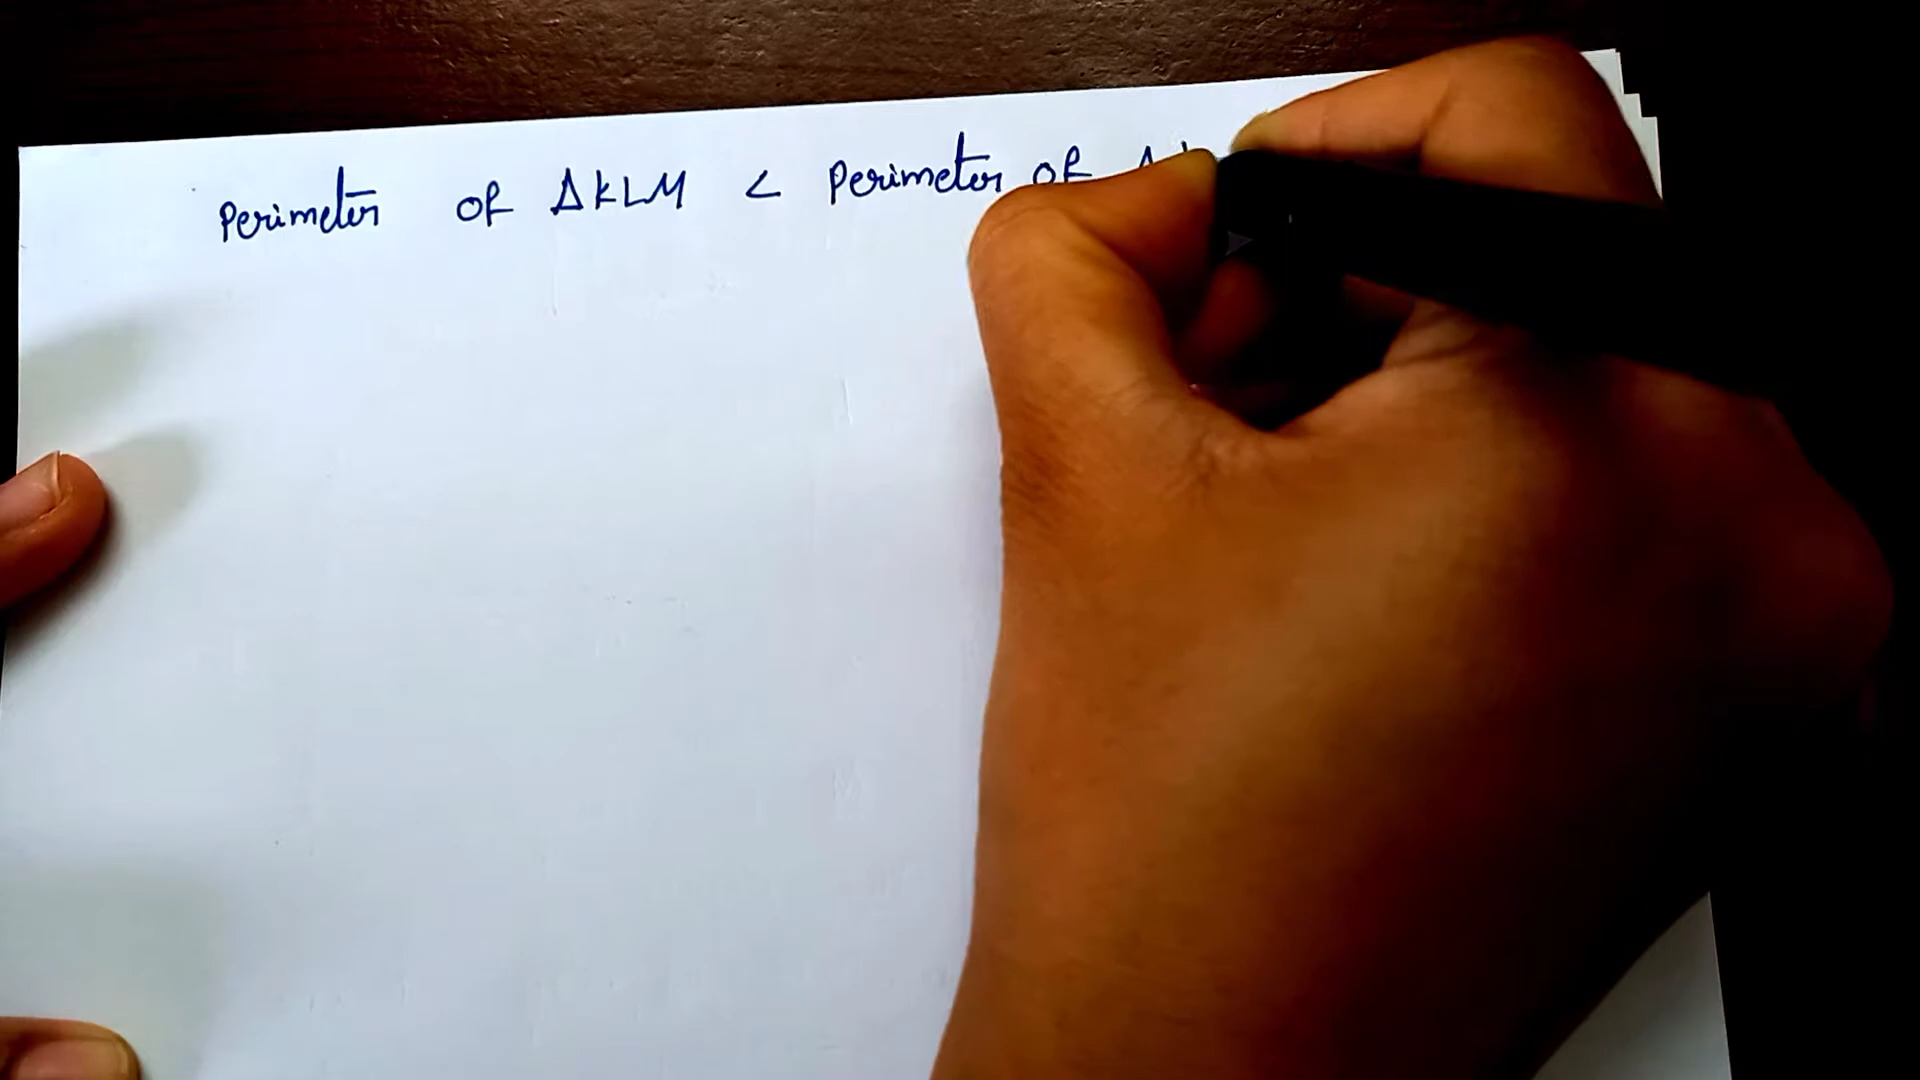 Perimeter of ΔKLM < Perimeter of Δ